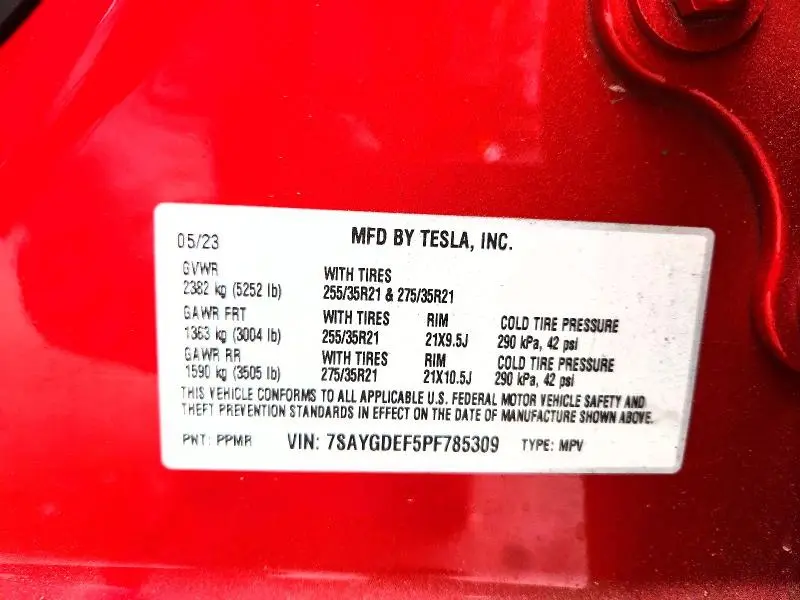 05/23 MFD BY TESLA, INC.
GVWR WITH TIRES
2382 kg (5252 lb) 255/35R21 & 275/35R21
GAWR FRT WITH TIRES RIM COLD TIRE PRESSURE
1363 kg (3004 lb) 255/35R21 21X9.5J 290 kPa, 42 psi
GAWR RR WITH TIRES RIM COLD TIRE PRESSURE
1590 kg (3505 lb) 275/35R21 21X10.5J 290 kPa, 42 psi
THIS VEHICLE CONFORMS TO ALL APPLICABLE U.S. FEDERAL MOTOR VEHICLE SAFETY AND
THEFT PREVENTION STANDARDS IN EFFECT ON THE DATE OF MANUFACTURE SHOWN ABOVE.
PNT: PPMR VIN: 7SAYGDEF5PF785309 TYPE: MPV